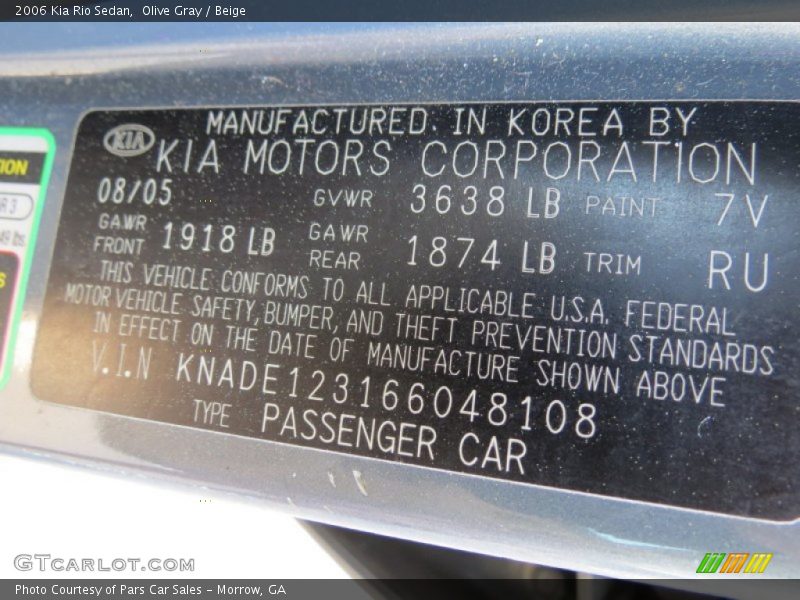 2006 Kia Rio Sedan,  Olive Gray / Beige
MANUFACTURED. IN KOREA BY
KIA KIA MOTORS CORPORATION
08/05 GVWR 3638 LB PAINT 7V
GAWR FRONT 1918 LB GAWR REAR 1874 LB TRIM RU
THIS VEHICLE CONFORMS TO ALL APPLICABLE U.S.A. FEDERAL
MOTOR VEHICLE SAFETY, BUMPER, AND THEFT PREVENTION STANDARDS
IN EFFECT ON THE DATE OF MANUFACTURE SHOWN ABOVE
V.I.N KNADE123166048108
TYPE PASSENGER CAR
GTCARLOT.COM
Photo Courtesy of Pars Car Sales - Morrow, GA